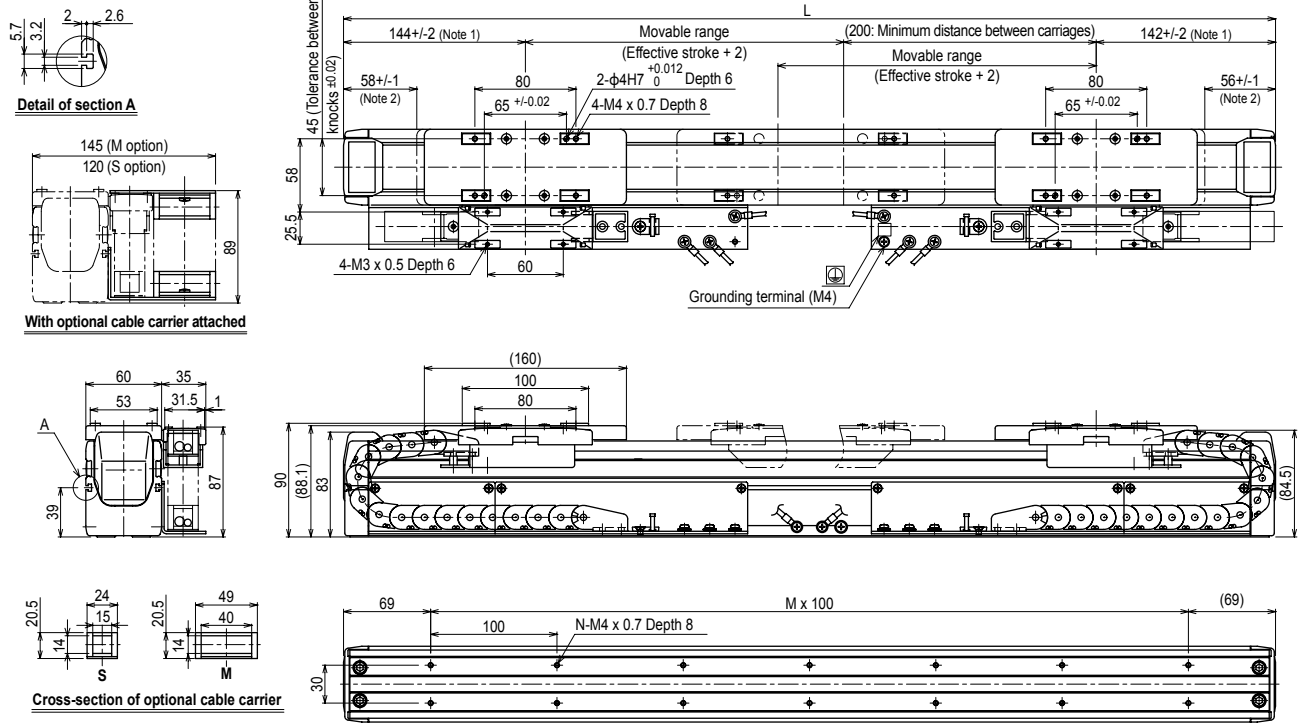 2 2.6
5.7
3.2
Detail of section A
L
144+/-2 (Note 1)
Movable range
(Effective stroke + 2)
(200: Minimum distance between carriages)
142+/-2 (Note 1)
Movable range
(Effective stroke + 2)
58+/-1
(Note 2)
80
65 +/-0.02
2-ϕ4H7 +0.012 0 Depth 6
4-M4 x 0.7 Depth 8
80
65 +/-0.02
56+/-1
(Note 2)
45 (Tolerance between
knocks ±0.02)
58
25.5
4-M3 x 0.5 Depth 6
60
Grounding terminal (M4)
145 (M option)
120 (S option)
89
With optional cable carrier attached
60 35
53 31.5 1
A
39
87
(160)
100
80
90
(88.1)
83
(84.5)
24
15
20.5
14
S
49
40
20.5
14
M
Cross-section of optional cable carrier
69
M x 100
(69)
100
N-M4 x 0.7 Depth 8
30